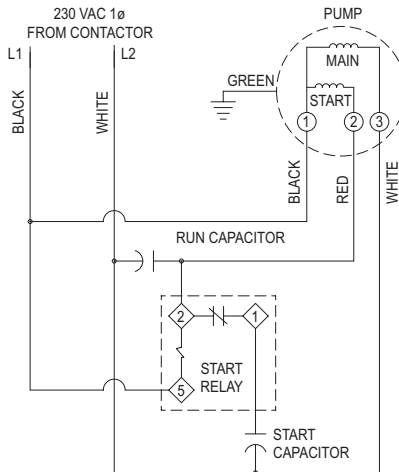 230 VAC 1ø
FROM CONTACTOR
L1
L2
BLACK
WHITE
PUMP
MAIN
GREEN
START
1
2
3
BLACK
RED
WHITE
RUN CAPACITOR
2
1
START
RELAY
5
START
CAPACITOR